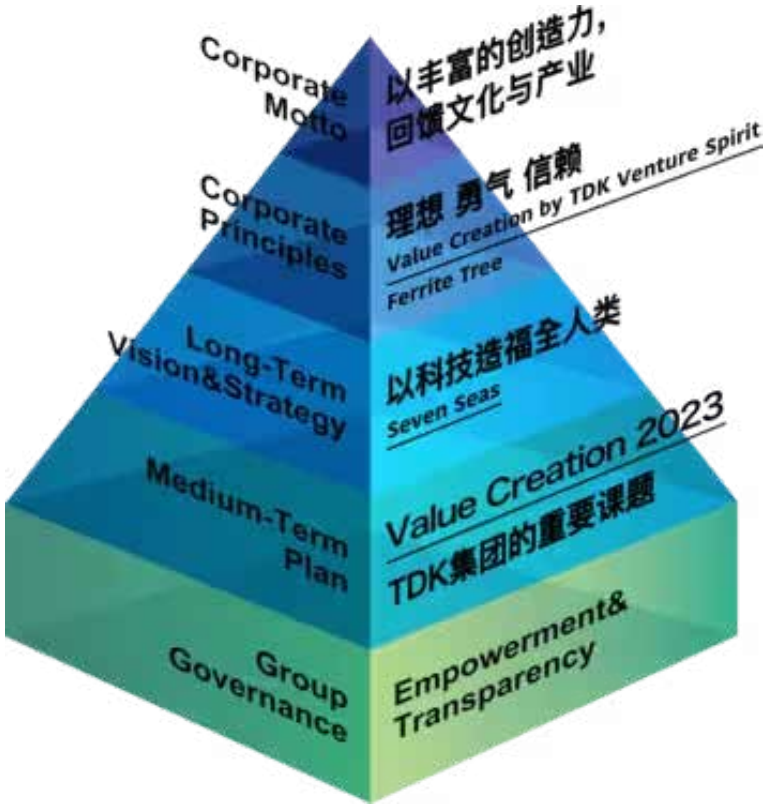 Corporate
Motto
以丰富的创造力，
回馈文化与产业
Corporate
Principles
理想 勇气 信赖
Value Creation by TDK Venture Spirit
Ferrite Tree
Long-Term
Vision&Strategy
以科技造福全人类
Seven Seas
Medium-Term
Plan
Value Creation 2023
TDK集团的重要课题
Group
Governance
Empowerment&
Transparency